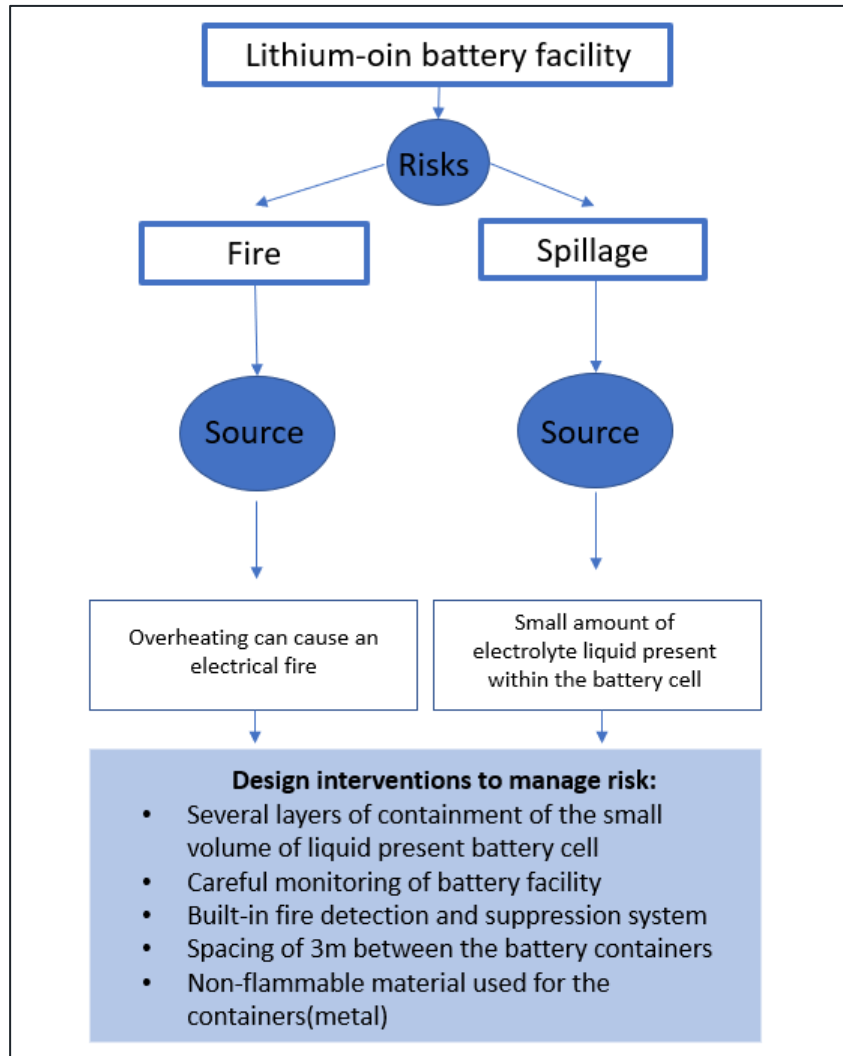 Lithium-oin battery facility
Risks
Fire
Spillage
Source
Source
Overheating can cause an
electrical fire
Small amount of
electrolyte liquid present
within the battery cell
Design interventions to manage risk:
• Several layers of containment of the small
volume of liquid present battery cell
• Careful monitoring of battery facility
• Built-in fire detection and suppression system
• Spacing of 3m between the battery containers
• Non-flammable material used for the
containers(metal)